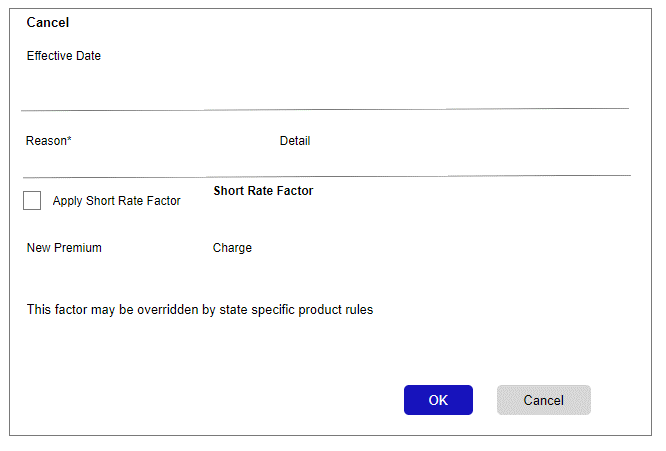 Cancel
Effective Date
Reason*
Detail
Short Rate Factor
Apply Short Rate Factor
New Premium
Charge
This factor may be overridden by state specific product rules
OK
Cancel